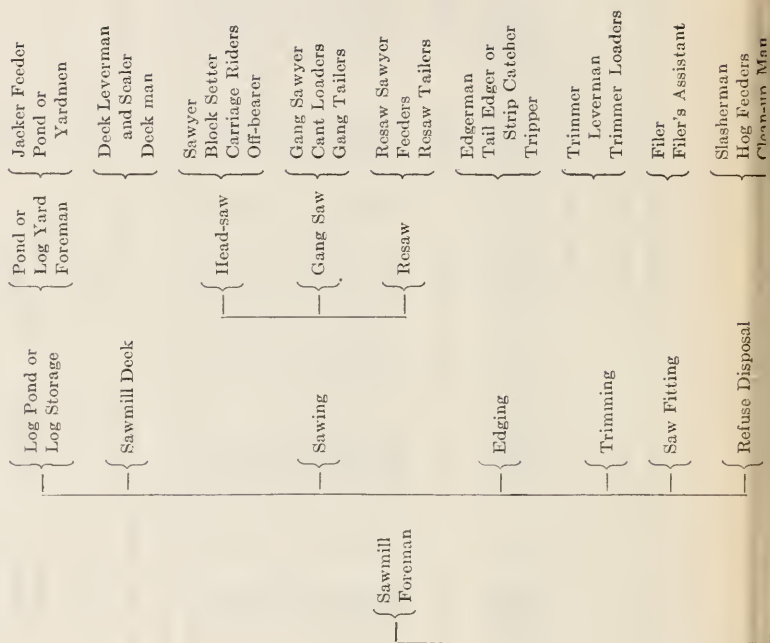 Sawmill
Foreman
Log Pond or
Log Storage
Pond or
Log Yard
Foreman
Jacker Feeder
Pond or
Yardmen
Sawmill Deck
Deck Leverman
and Scaler
Deck man
Sawing
Head-saw
Sawyer
Block Setter
Carriage Riders
Off-bearer
Gang Saw
Gang Sawyer
Cant Loaders
Gang Tailers
Resaw
Resaw Sawyer
Feeders
Resaw Tailers
Edging
Edgerman
Tail Edger or
Strip Catcher
Tripper
Trimming
Trimmer
Leverman
Trimmer Loaders
Saw Fitting
Filer
Filer's Assistant
Refuse Disposal
Slasherman
Hog Feeders
Clean-up Man